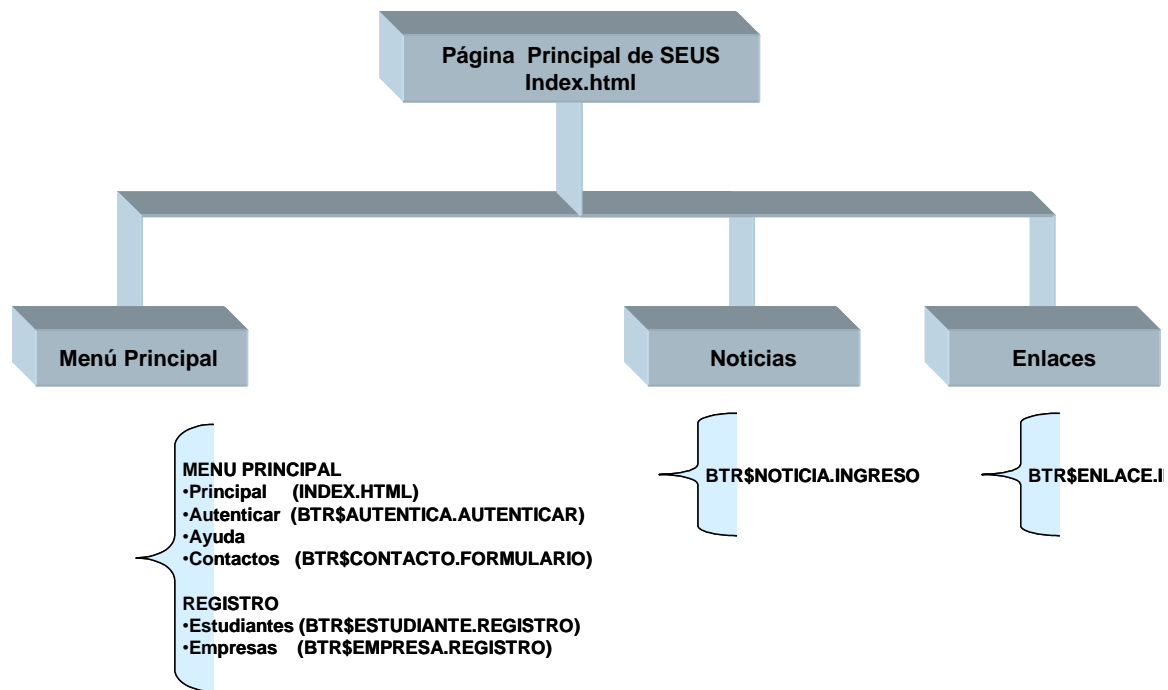 Página Principal de SEUS
Index.html
Menú Principal
Noticias
Enlaces
MENU PRINCIPAL
•Principal (INDEX.HTML)
•Autenticar (BTR$AUTENTICA.AUTENTICAR)
•Ayuda
•Contactos (BTR$CONTACTO.FORMULARIO)
REGISTRO
•Estudiantes (BTR$ESTUDIANTE.REGISTRO)
•Empresas (BTR$EMPRESA.REGISTRO)
BTR$NOTICIA.INGRESO